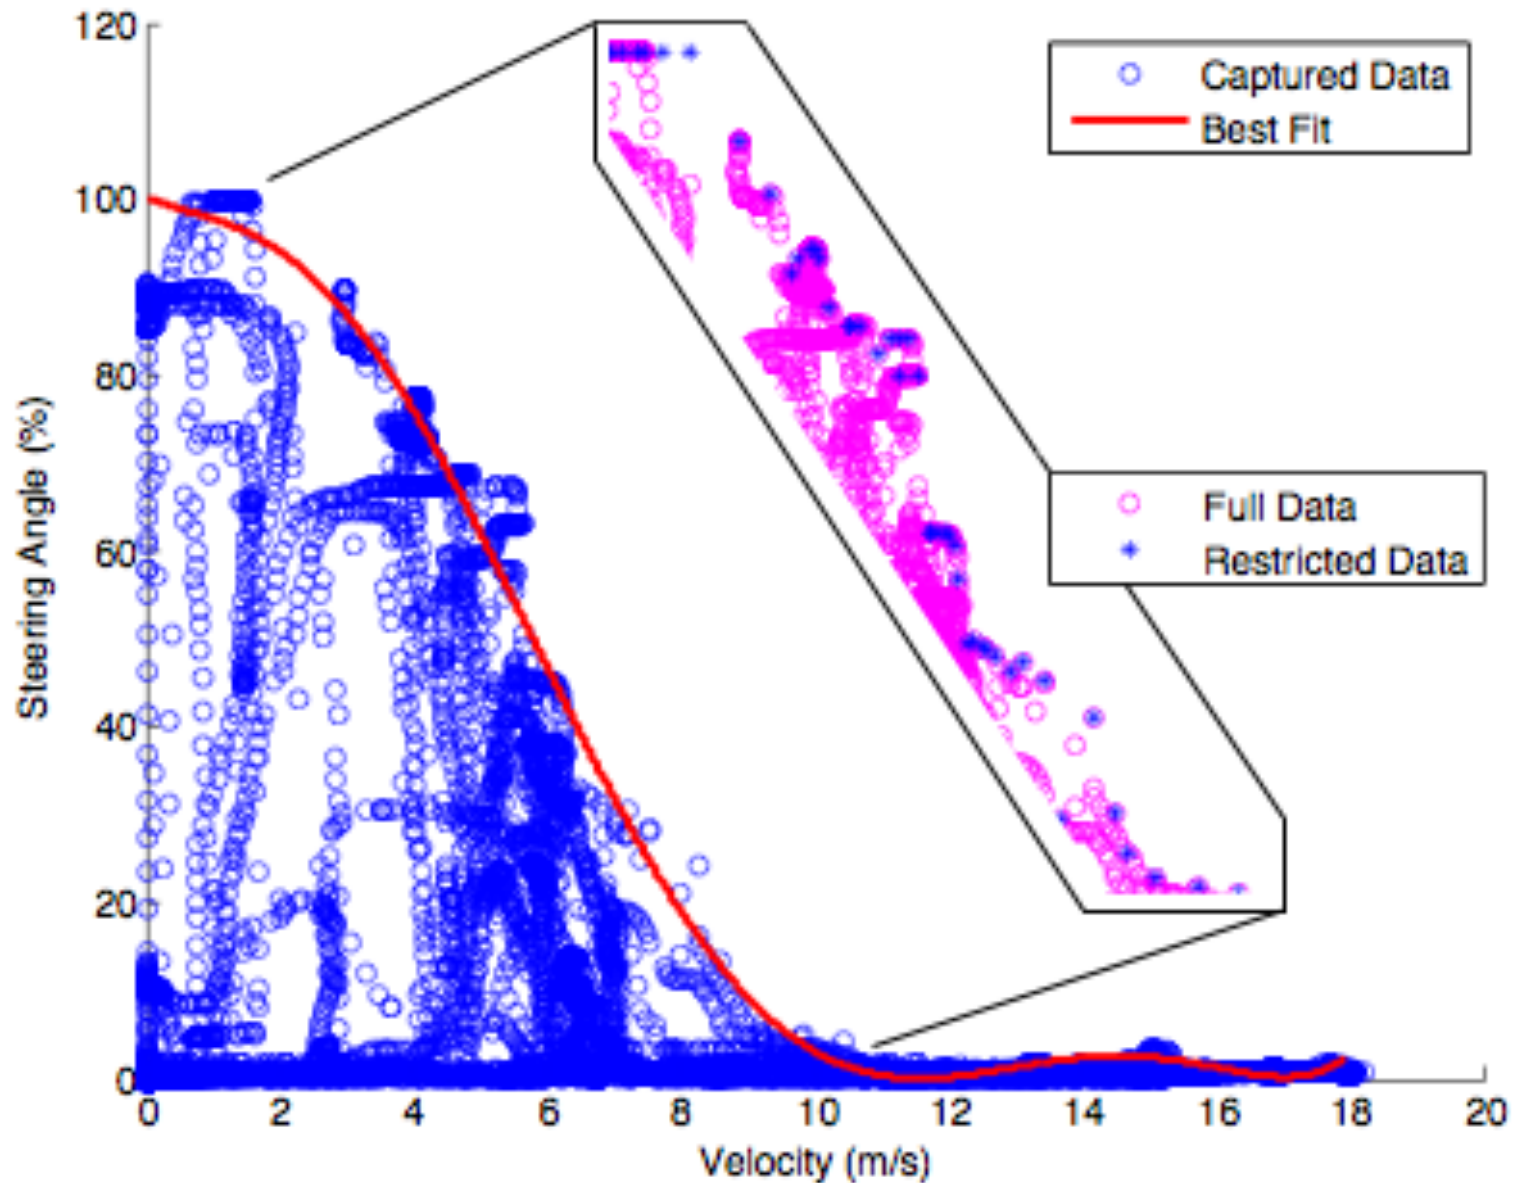 120
100
80
60
40
20
0
Steering Angle (%)
0 2 4 6 8 10 12 14 16 18 20
Velocity (m/s)
Captured Data
Best Fit
Full Data
Restricted Data